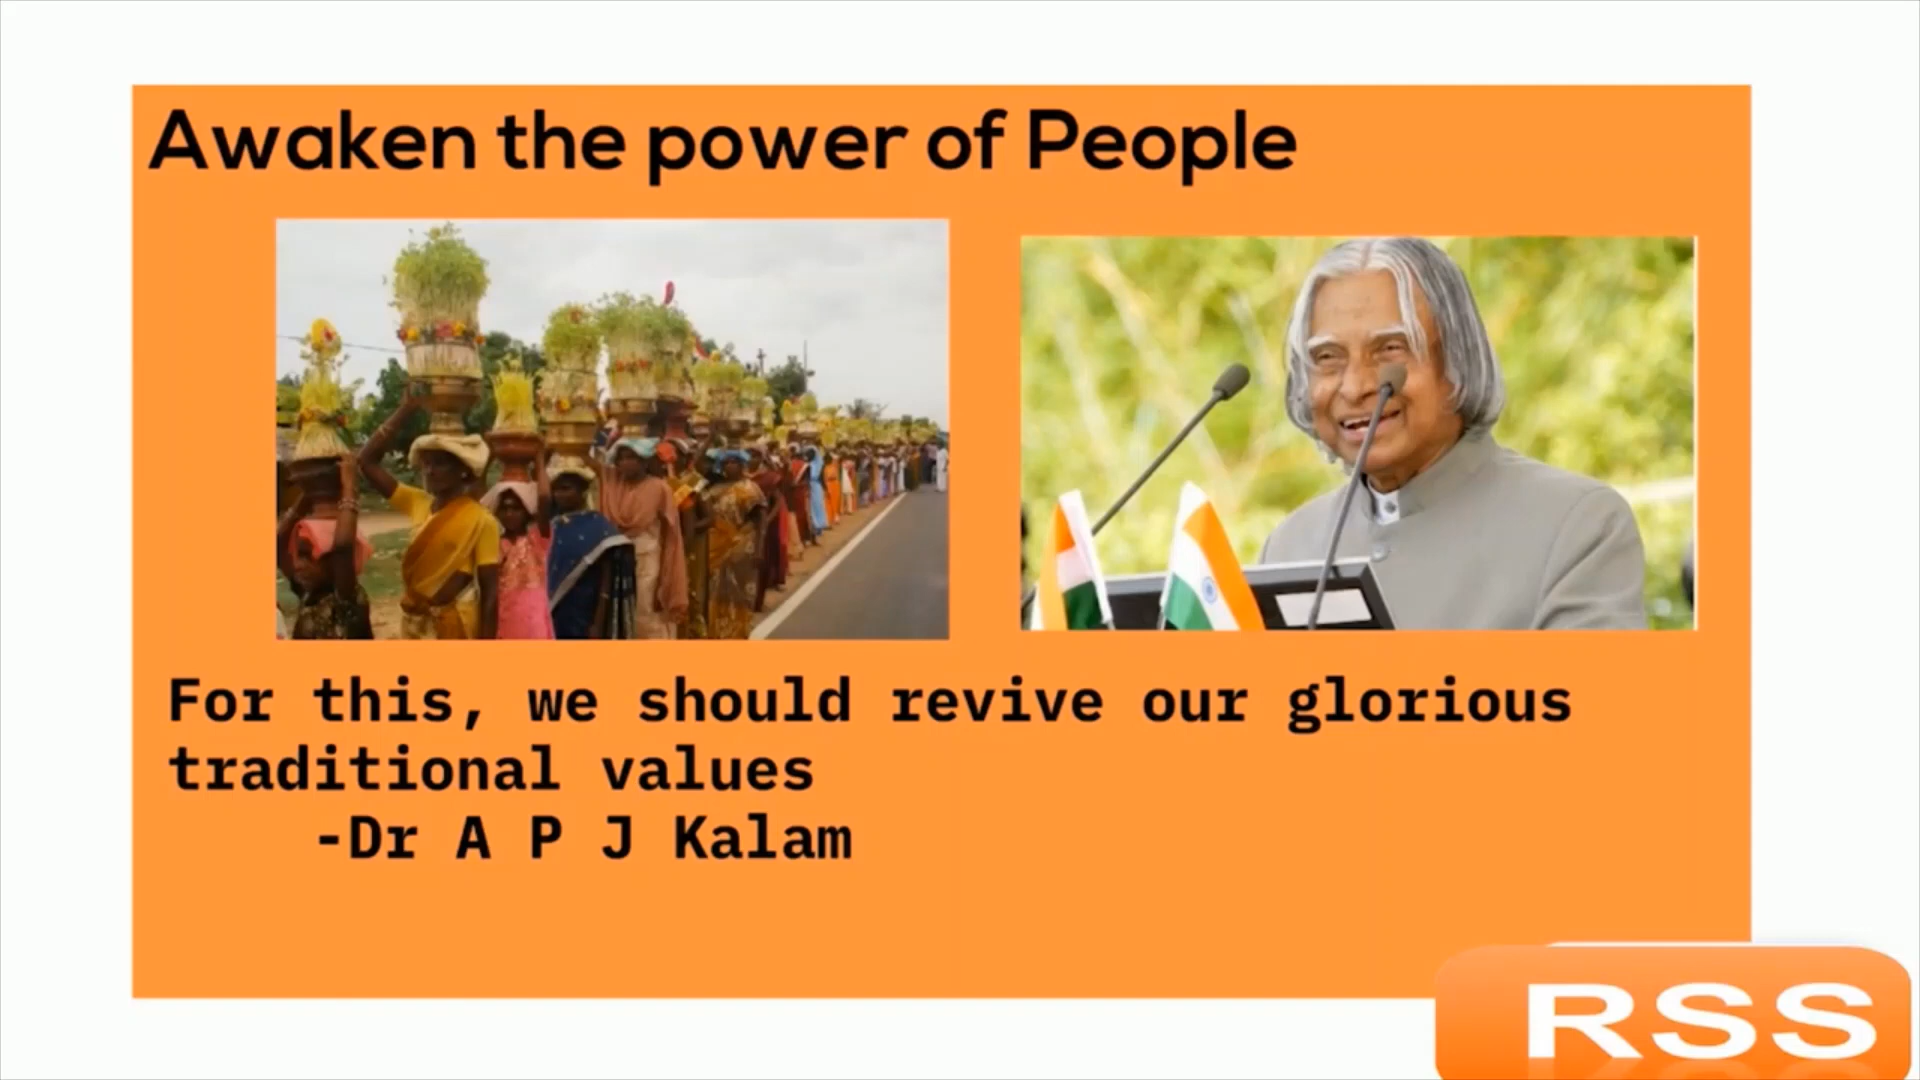 Awaken the power of People
For this, we should revive our glorious
traditional values
-Dr A P J Kalam
RSS